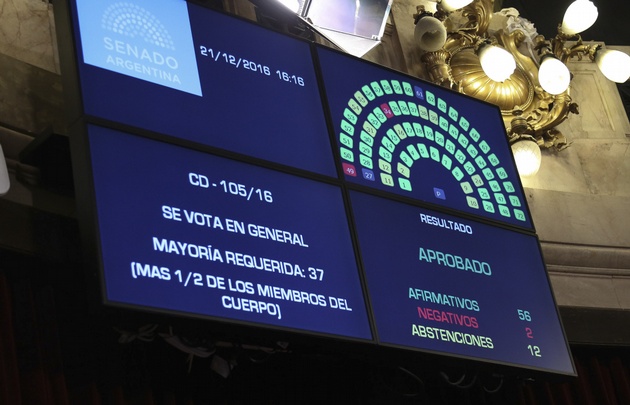 SENADO
ARGENTINA
21/12/2016 16:16
CD - 105/16
SE VOTA EN GENERAL
MAYORÍA REQUERIDA: 37
(MAS 1/2 DE LOS MIEMBROS DEL
CUERPO)
RESULTADO
APROBADO
AFIRMATIVOS 56
NEGATIVOS 2
ABSTENCIONES 12